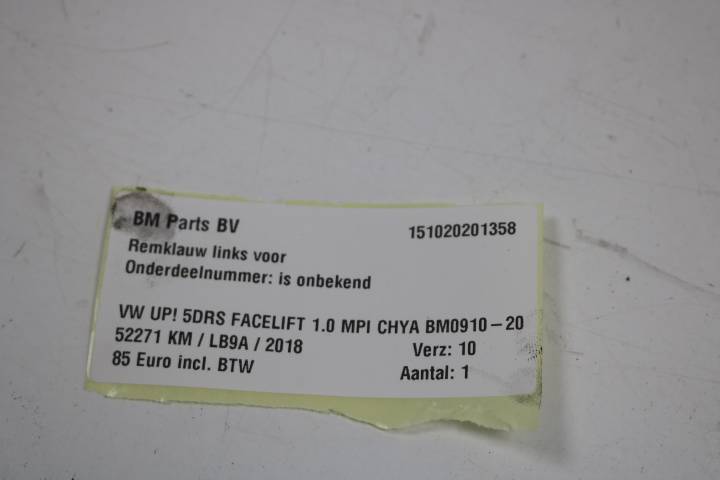 BM Parts BV 151020201358
Remklauw links voor
Onderdeelnummer: is onbekend
VW UP! 5DRS FACELIFT 1.0 MPI CHYA BM0910-20
52271 KM / LB9A / 2018 Verz: 10
85 Euro incl. BTW Aantal: 1